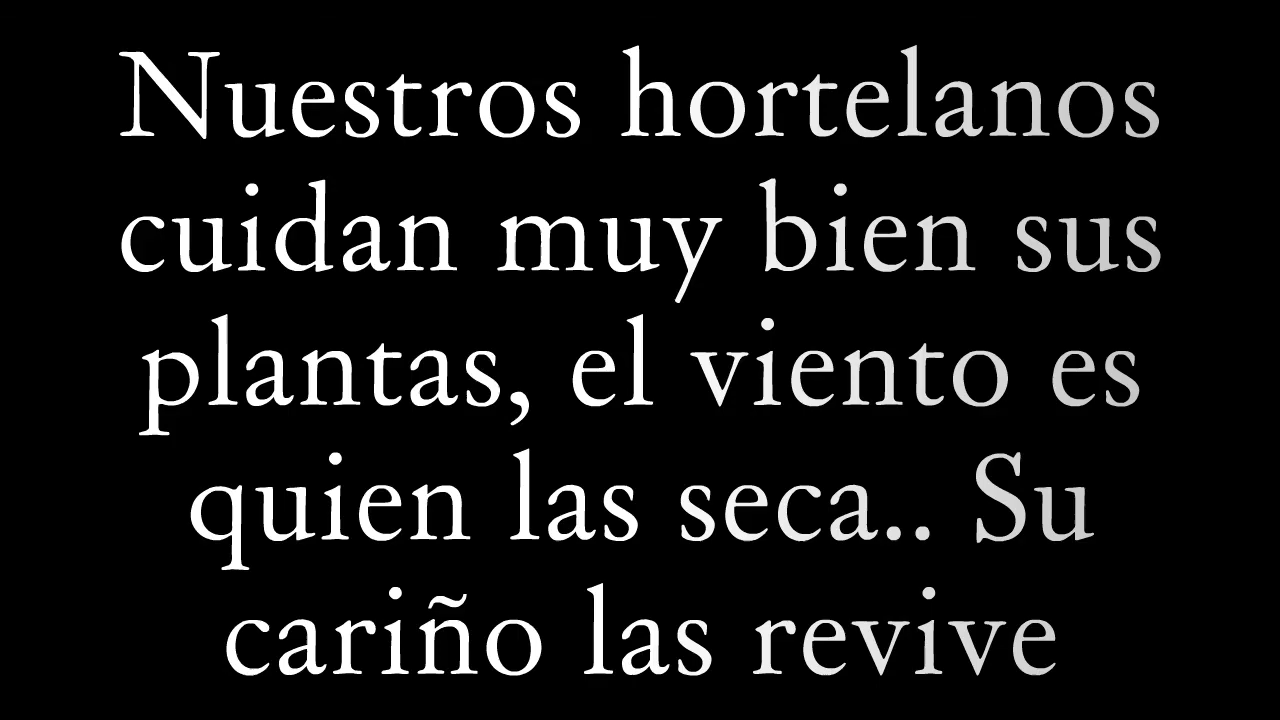 Nuestros hortelanos
cuidan muy bien sus
plantas, el viento es
quien las seca.. Su
cariño las revive